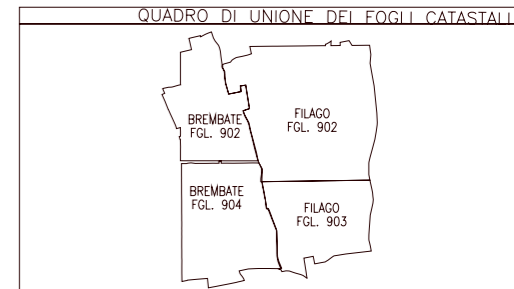 QUADRO DI UNIONE DEI FOGLI CATASTALI
BREMBATE
FGL. 902
FILAGO
FGL. 902
BREMBATE
FGL. 904
FILAGO
FGL. 903